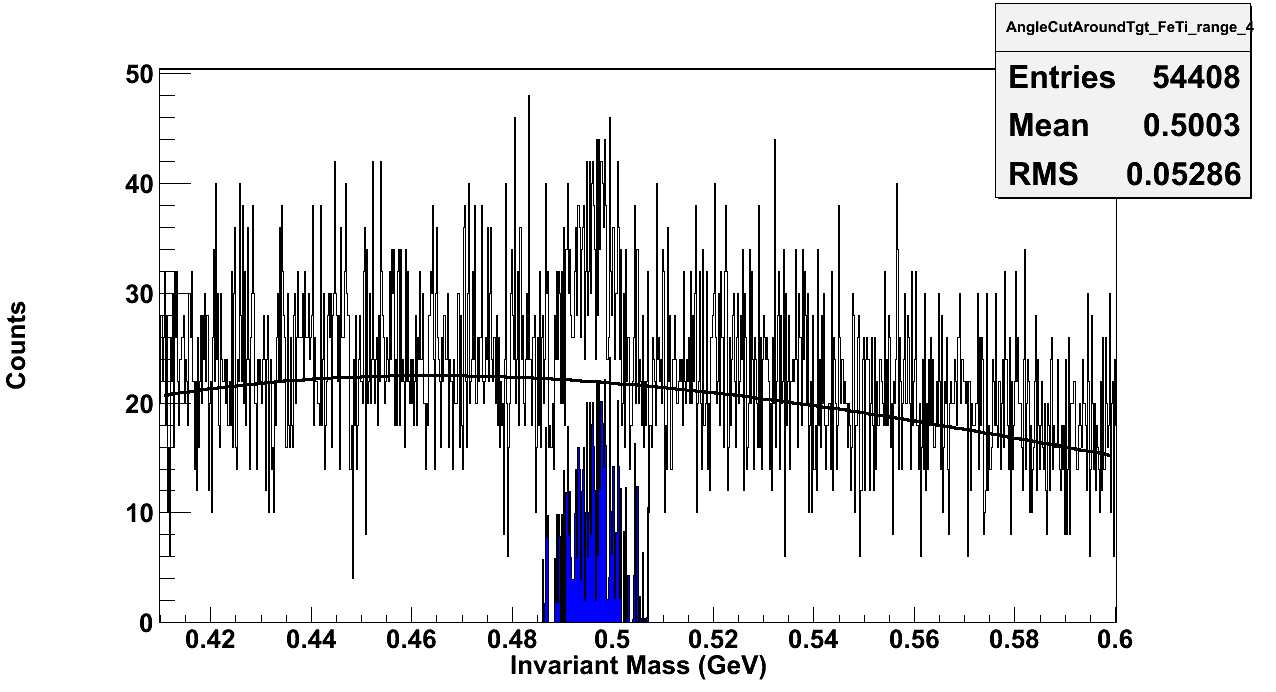 AngleCutAroundTgt_FeTi_range_4
Entries 54408
Mean 0.5003
RMS 0.05286
50
40
30
20
10
0
Counts
0.42 0.44 0.46 0.48 0.5 0.52 0.54 0.56 0.58 0.6
Invariant Mass (GeV)